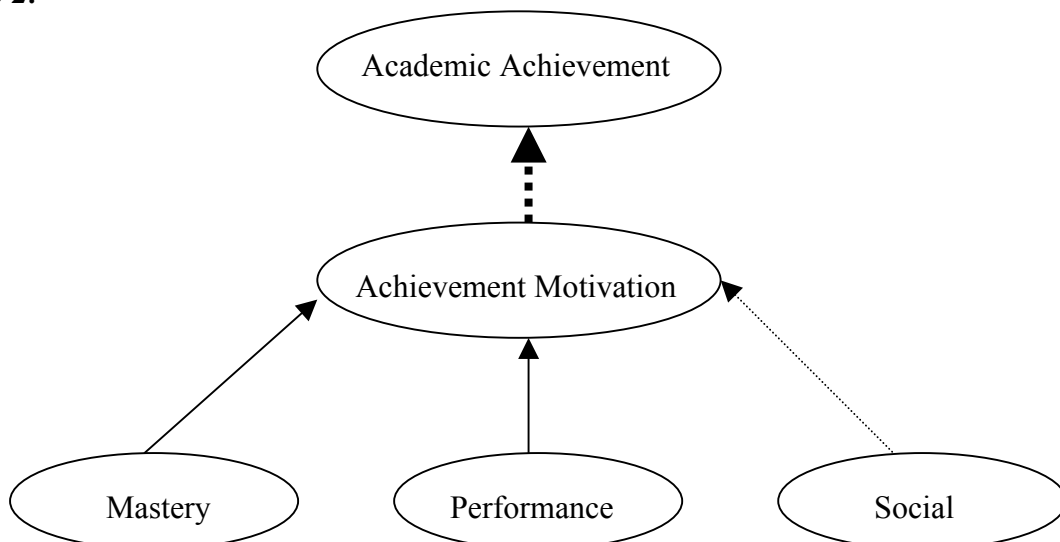 Academic Achievement
Achievement Motivation
Mastery Performance Social